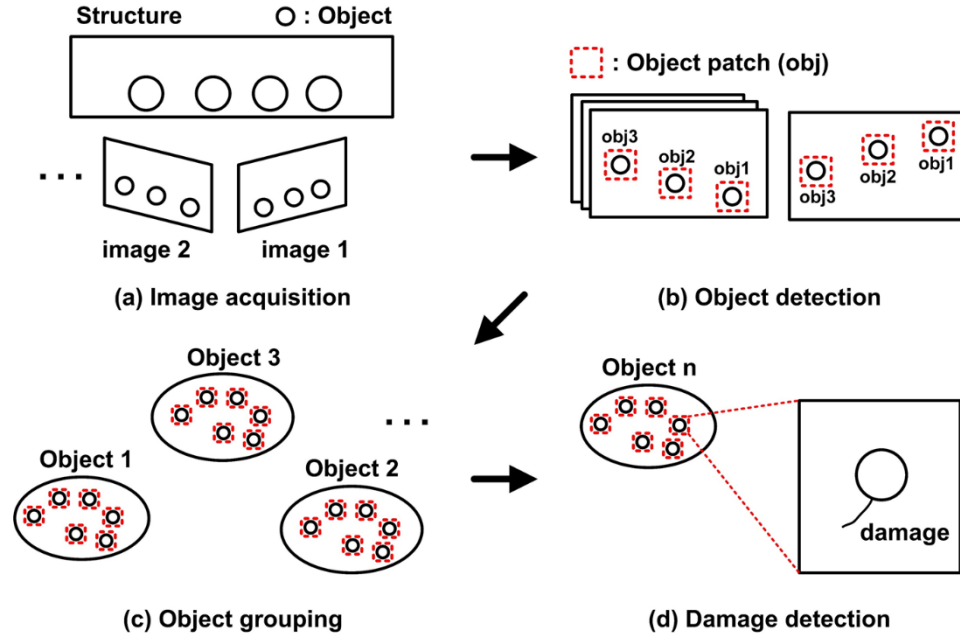 Structure
O : Object
image 2
image 1
...
(a) Image acquisition
: Object patch (obj)
obj3
obj2
obj1
obj3
obj2
obj1
(b) Object detection
Object 3
...
Object 1
Object 2
(c) Object grouping
Object n
damage
(d) Damage detection